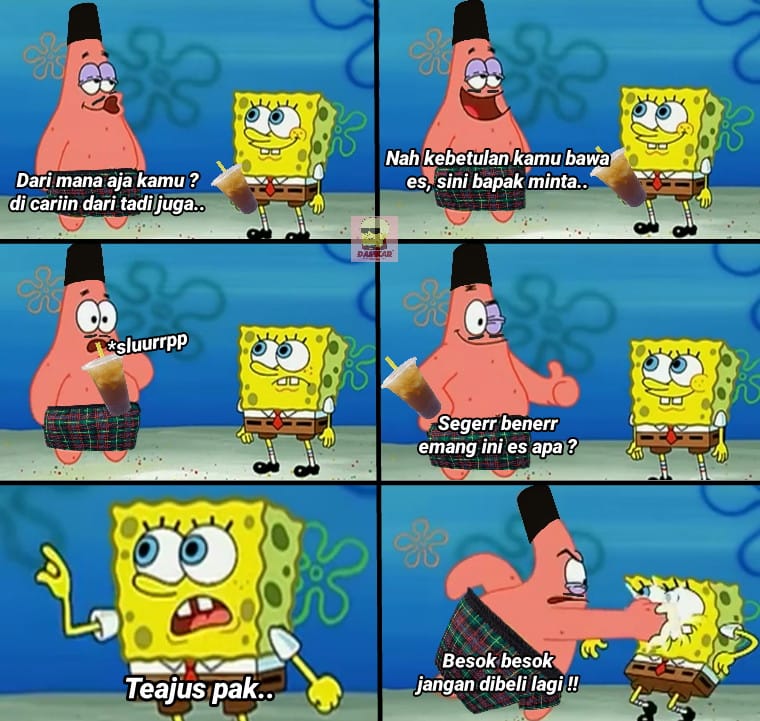 Dari mana aja kamu ?
di cariin dari tadi juga..
Nah kebetulan kamu bawa
es, sini bapak minta..
DAMKAR
*sluurrpp
Segerr benerr
emang ini es apa ?
Teajus pak..
Besok besok
jangan dibeli lagi !!